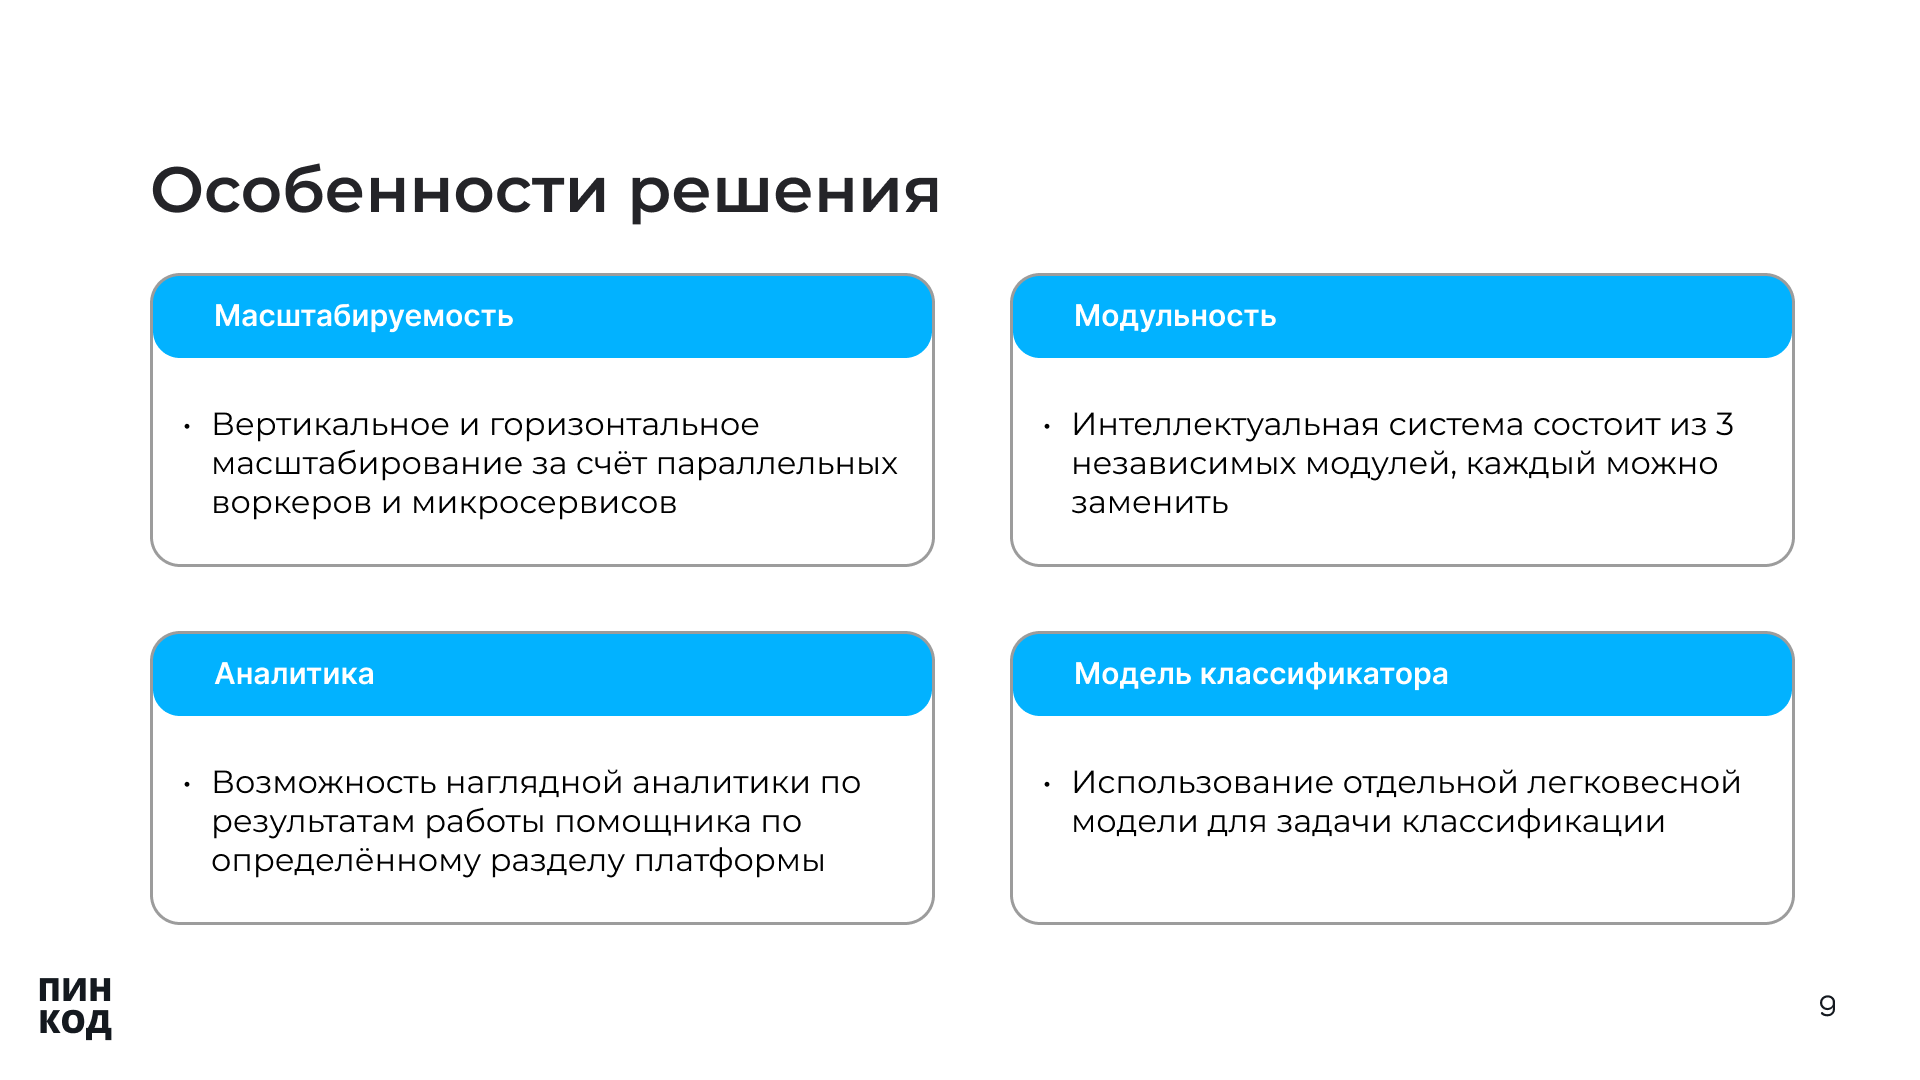 Особенности решения
Масштабируемость
• Вертикальное и горизонтальное
масштабирование за счёт параллельных
воркеров и микросервисов
Модульность
• Интеллектуальная система состоит из 3
независимых модулей, каждый можно
заменить
Аналитика
• Возможность наглядной аналитики по
результатам работы помощника по
определённому разделу платформы
Модель классификатора
• Использование отдельной легковесной
модели для задачи классификации
ПИН
КОД
9